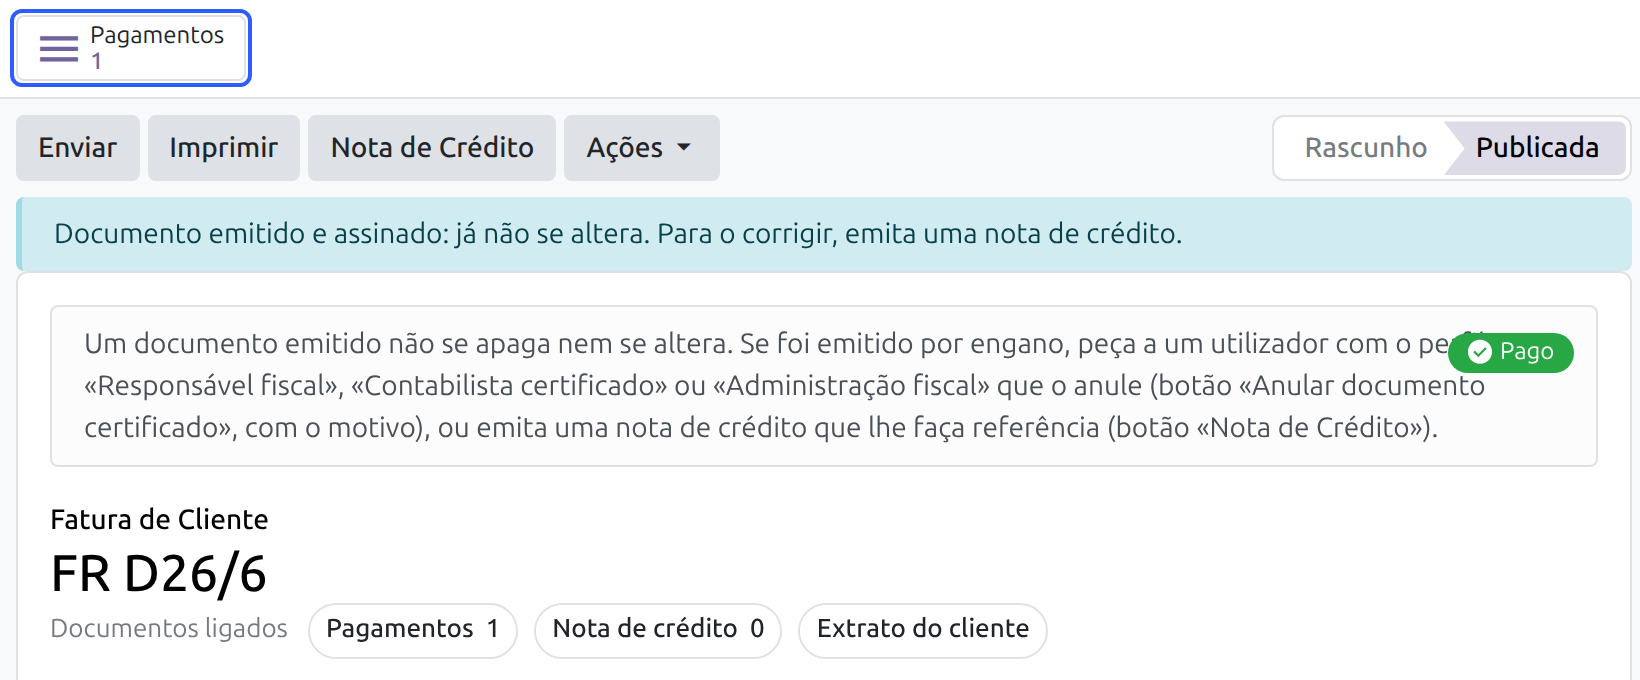 Pagamentos
1
Enviar
Imprimir
Nota de Crédito
Ações
Rascunho
Publicada
Documento emitido e assinado: já não se altera. Para o corrigir, emita uma nota de crédito.
Um documento emitido não se apaga nem se altera. Se foi emitido por engano, peça a um utilizador com o
Pago
«Responsável fiscal», «Contabilista certificado» ou «Administração fiscal» que o anule (botão «Anular documento
certificado», com o motivo), ou emita uma nota de crédito que lhe faça referência (botão «Nota de Crédito»).
Fatura de Cliente
FR D26/6
Documentos ligados
Pagamentos 1
Nota de crédito 0
Extrato do cliente